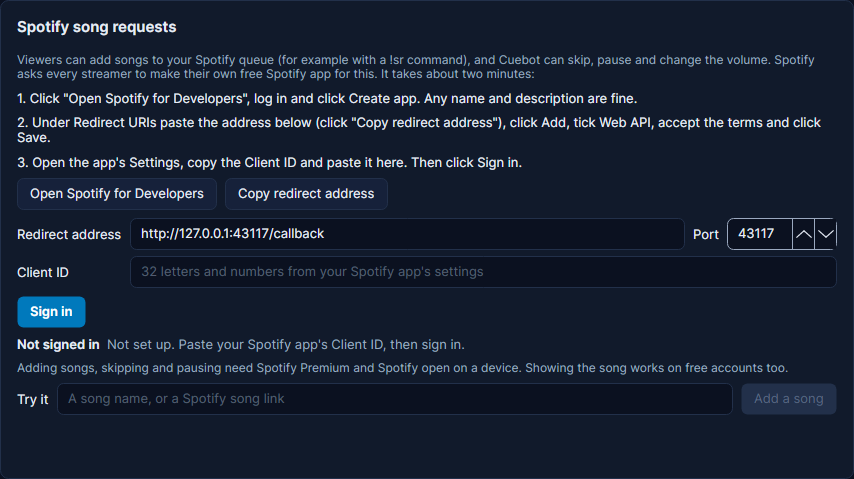 Spotify song requests
Viewers can add songs to your Spotify queue (for example with a !sr command), and Cuebot can skip, pause and change the volume. Spotify
asks every streamer to make their own free Spotify app for this. It takes about two minutes:
1. Click "Open Spotify for Developers", log in and click Create app. Any name and description are fine.
2. Under Redirect URIs paste the address below (click "Copy redirect address"), click Add, tick Web API, accept the terms and click
Save.
3. Open the app's Settings, copy the Client ID and paste it here. Then click Sign in.
Open Spotify for Developers Copy redirect address
Redirect address http://127.0.0.1:43117/callback Port 43117
Client ID 32 letters and numbers from your Spotify app's settings
Sign in
Not signed in Not set up. Paste your Spotify app's Client ID, then sign in.
Adding songs, skipping and pausing need Spotify Premium and Spotify open on a device. Showing the song works on free accounts too.
Try it A song name, or a Spotify song link Add a song